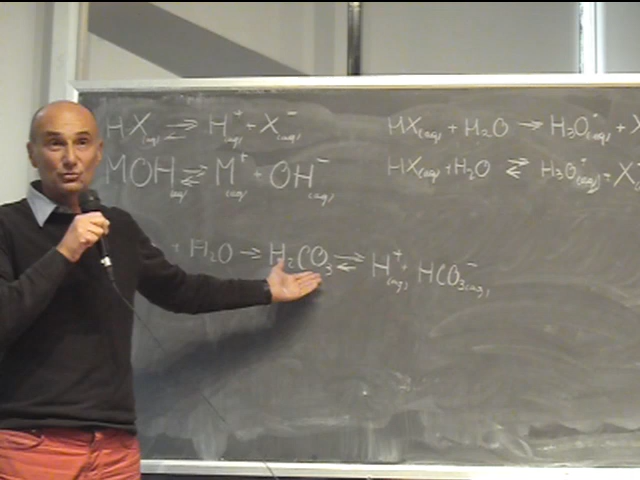 HX(aq) ⇌ H⁺(aq) + X⁻(aq)
MOH(aq) ⇌ M⁺(aq) + OH⁻(aq)
+ H₂O → H₂CO₃ ⇌ H⁺(aq) + HCO₃⁻(aq)
HX(aq) + H₂O → H₃O⁺(aq) + X
HX(aq) + H₂O ⇌ H₃O⁺(aq) + X